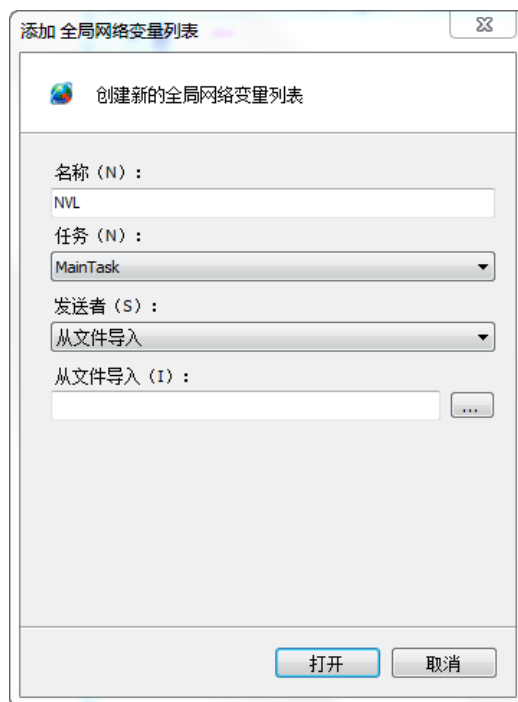 添加 全局网络变量列表
创建新的全局网络变量列表
名称（N）：
NVL
任务（N）：
MainTask
发送者（S）：
从文件导入
从文件导入（I）：
...
打开
取消